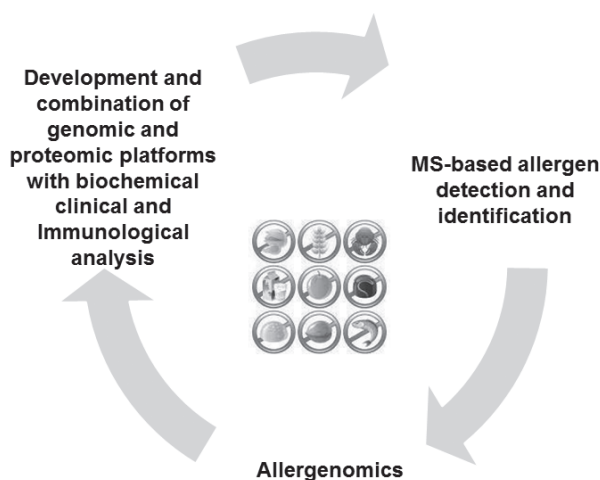 Development and
combination of
genomic and
proteomic platforms
with biochemical
clinical and
Immunological
analysis
MS-based allergen
detection and
identification
Allergenomics